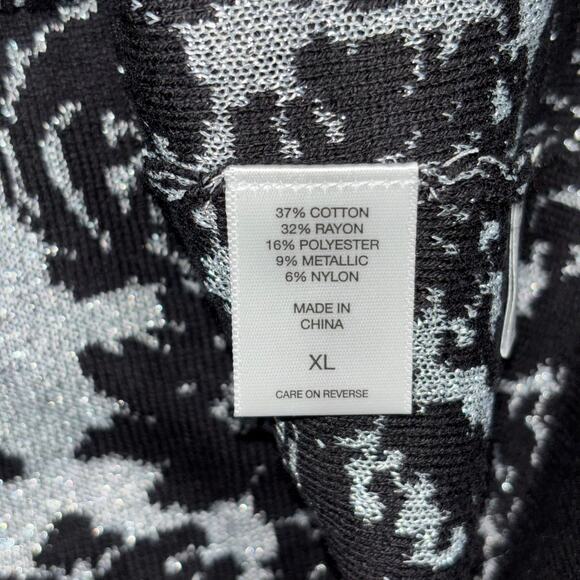 37% COTTON
32% RAYON
16% POLYESTER
9% METALLIC
6% NYLON
MADE IN
CHINA
XL
CARE ON REVERSE